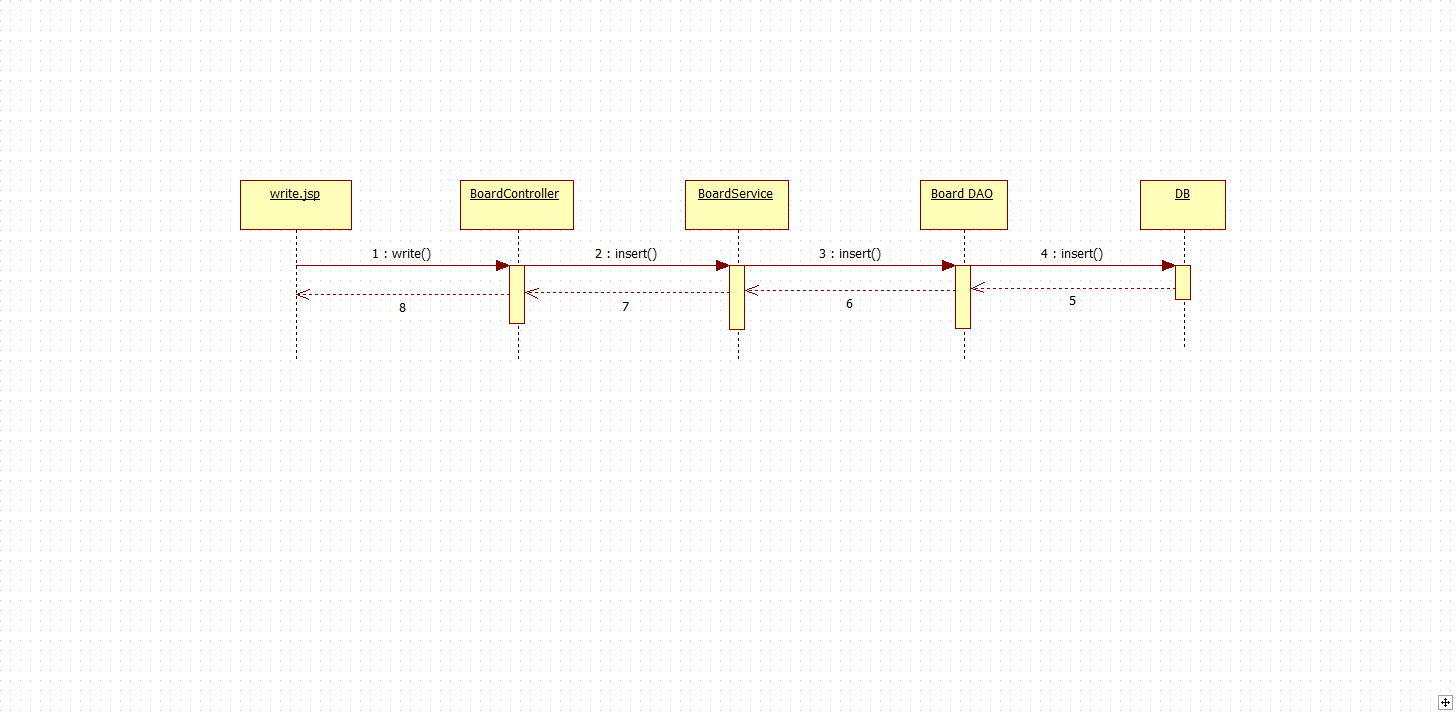 write.jsp
BoardController
BoardService
Board DAO
DB
1 : write()
2 : insert()
3 : insert()
4 : insert()
5
6
7
8